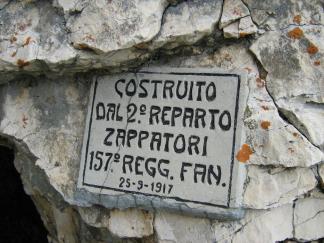 COSTRUITO
DAL 2.º REPARTO
ZAPPATORI
157.º REGG. FAN.
25-9-1917